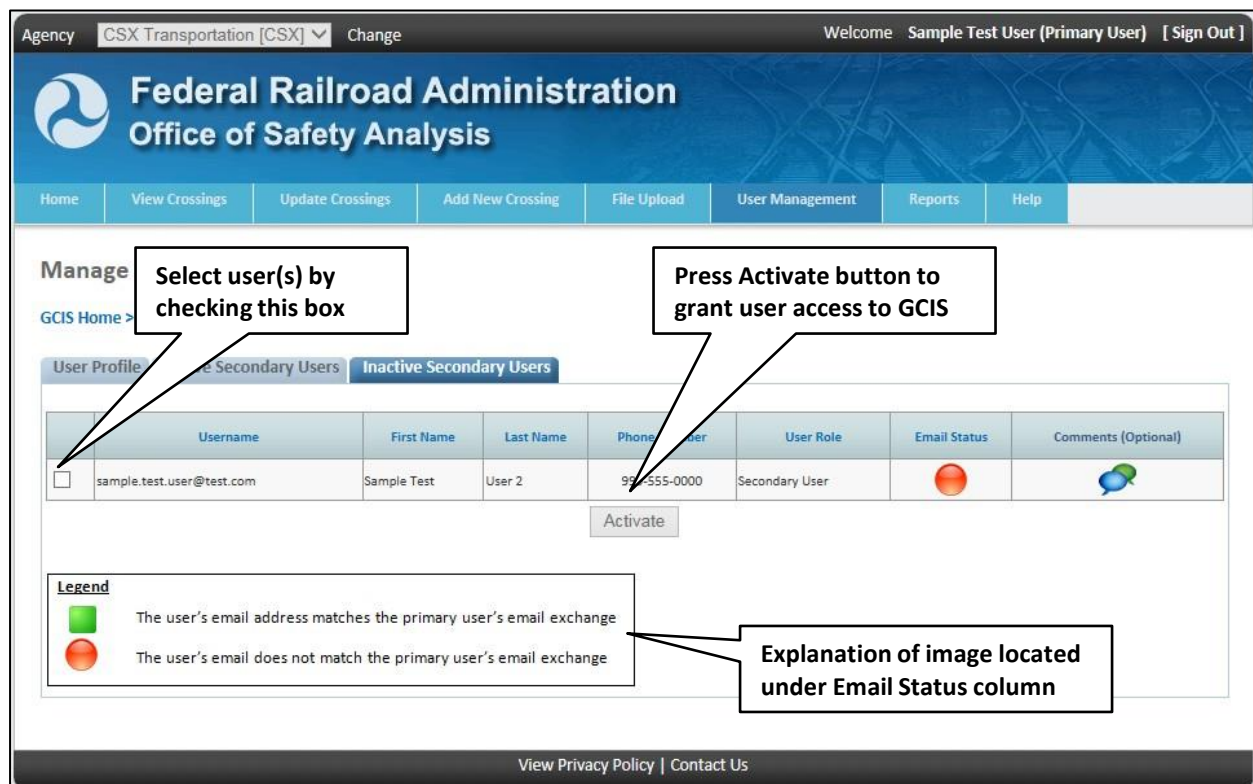 Agency CSX Transportation [CSX] Change Welcome Sample Test User (Primary User) [ Sign Out ]
Federal Railroad Administration
Office of Safety Analysis
Home View Crossings Update Crossings Add New Crossing File Upload User Management Reports Help
Manage
Select user(s) by
checking this box
Press Activate button to
grant user access to GCIS
GCIS Home >
User Profile Secondary Users Inactive Secondary Users
Username First Name Last Name Phone User Role Email Status Comments (Optional)
sample.test.user@test.com Sample Test User 2 -555-0000 Secondary User
Activate
Legend
The user's email address matches the primary user's email exchange
The user's email does not match the primary user's email exchange
Explanation of image located
under Email Status column
View Privacy Policy | Contact Us